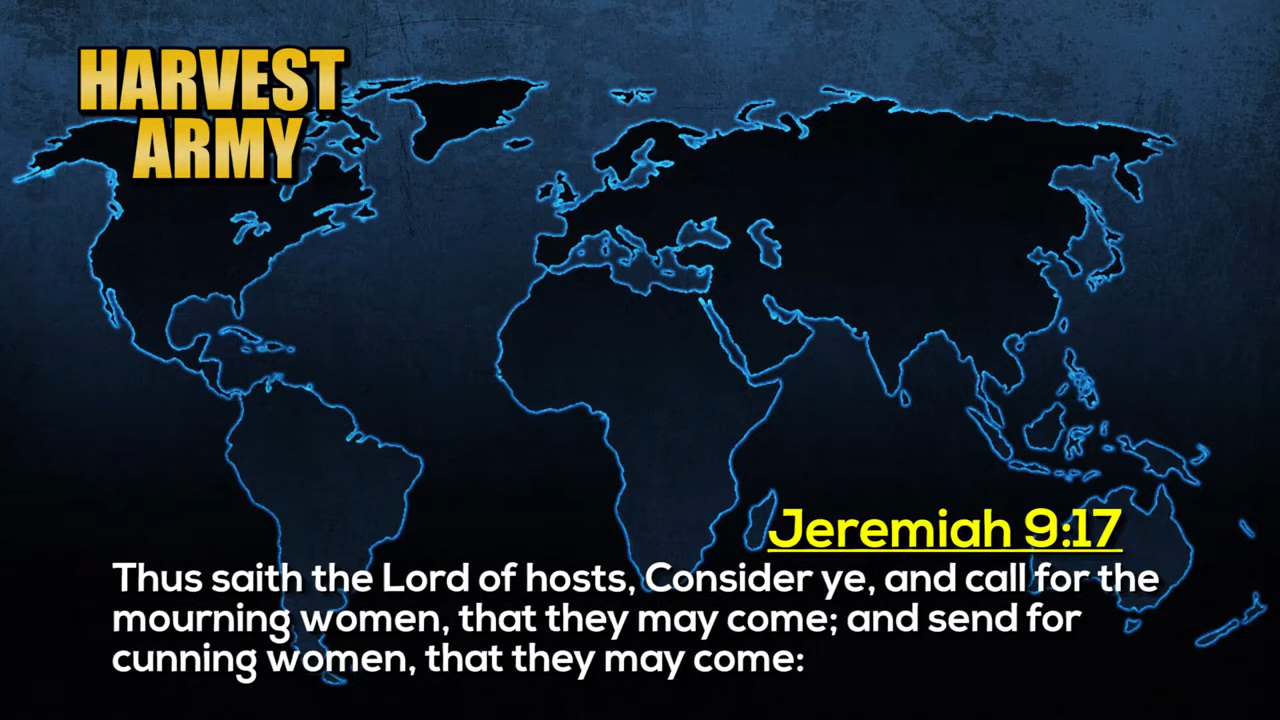 HARVEST
ARMY
Jeremiah 9:17
Thus saith the Lord of hosts, Consider ye, and call for the
mourning women, that they may come; and send for
cunning women, that they may come: